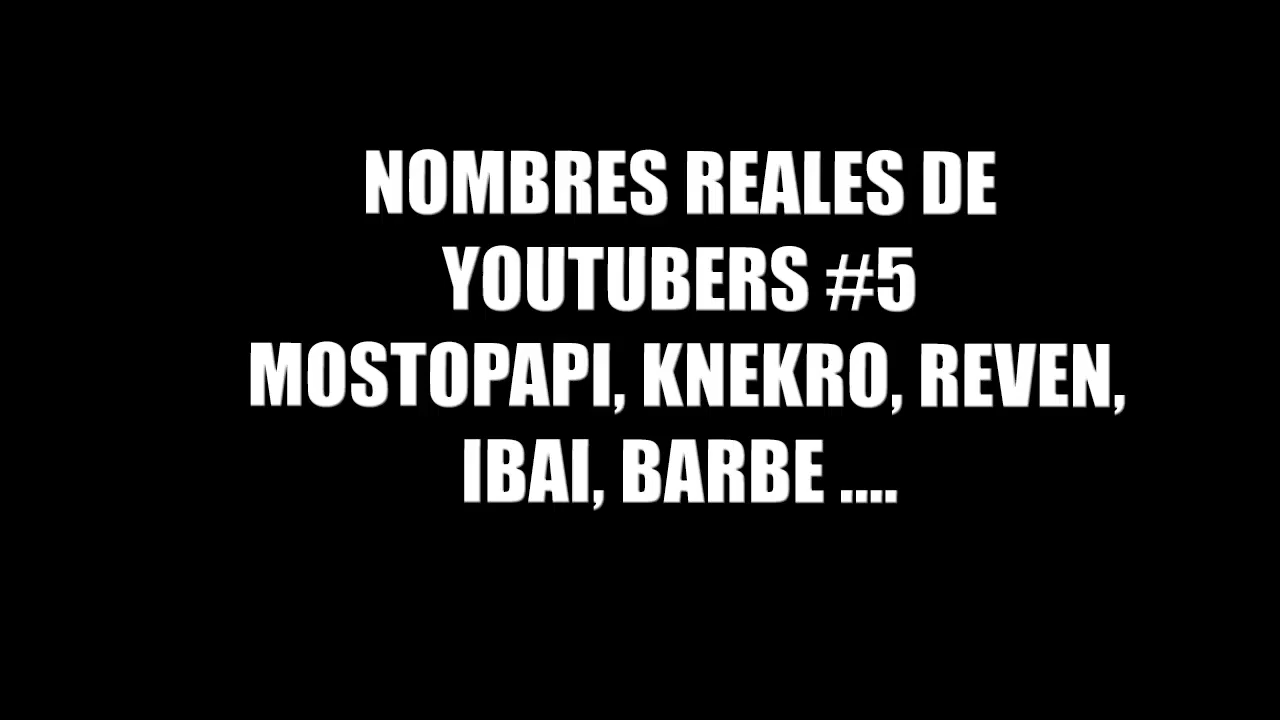 NOMBRES REALES DE
YOUTUBERS #5
MOSTOPAPI, KNEKRO, REVEN,
IBAI, BARBE ....